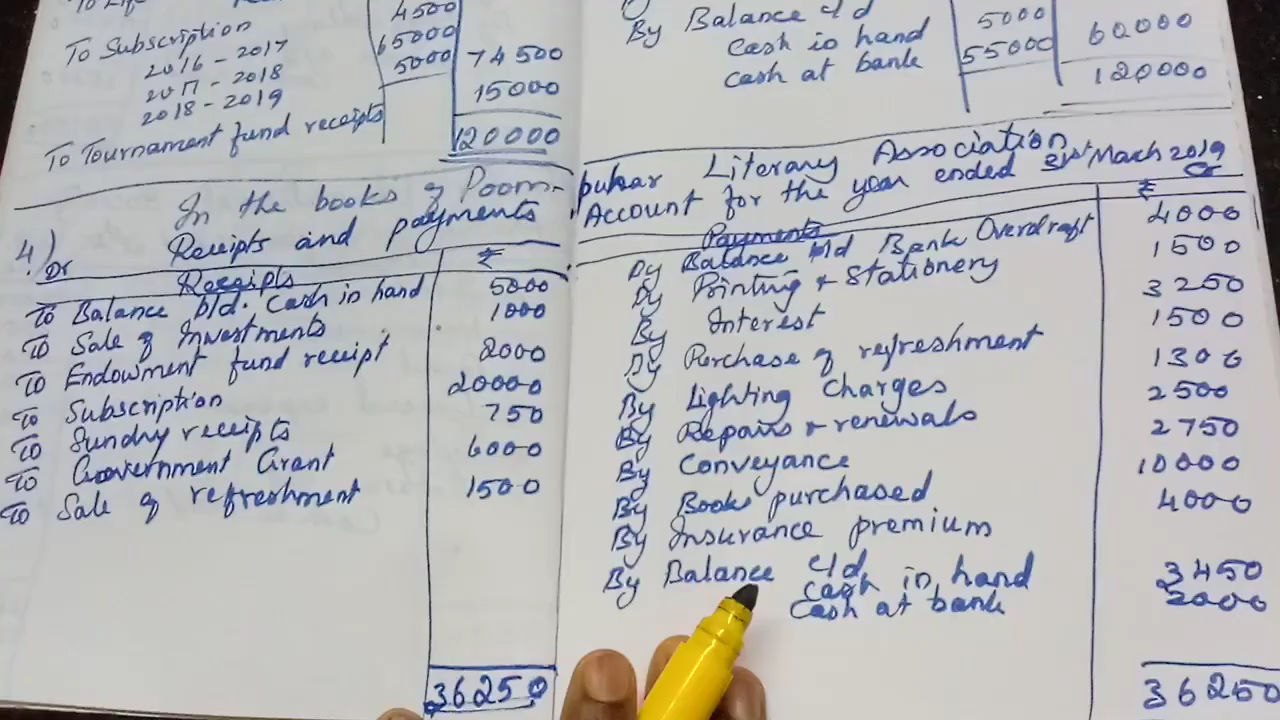 To Subscription
2016 - 2017 4500
2017 - 2018 65000
2018 - 2019 5000 74500
To Tournament fund receipts 15000
120000
By Balance c/d
Cash in hand 5000
Cash at bank 55000 60000
120000
In the books of Poom-puhar Literary Association
4.) Receipts and payments Account for the year ended 31st March 2019
Dr Cr
Receipts ₹
To Balance b/d. Cash in hand 5000
To Sale of Investments 1000
To Endowment fund receipt 2000
To Subscription 20000
To Sundry receipts 750
To Government Grant 6000
To Sale of refreshment 1500
36250
Payments ₹
By Balance b/d Bank Overdraft 4000
By Printing & Stationery 1500
By Interest 3250
By Purchase of refreshment 1500
By Lighting Charges 1300
By Repairs & renewals 2500
By Conveyance 2750
By Books purchased 10000
By Insurance premium 4000
By Balance c/d
Cash in hand 3450
Cash at bank 2000
36250